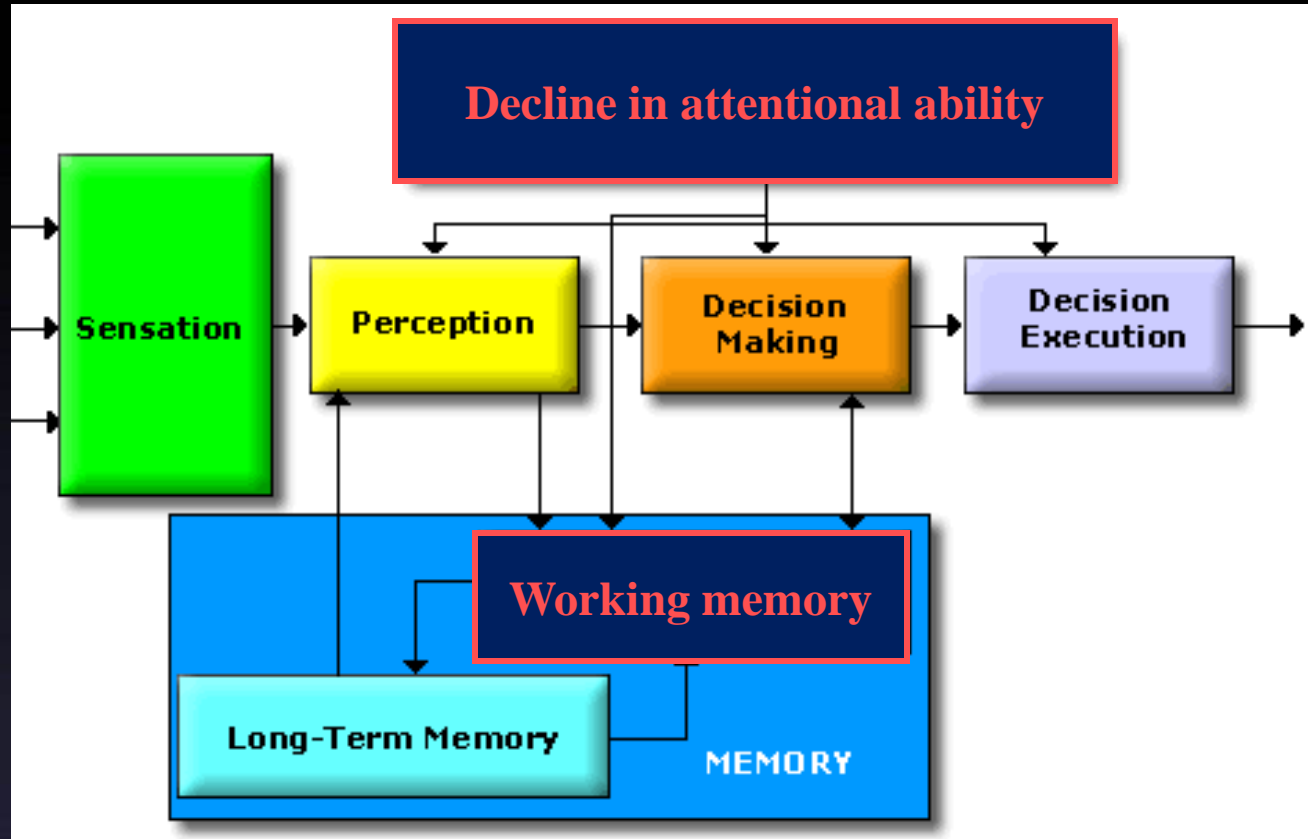 Decline in attentional ability
Sensation
Perception
Decision
Making
Decision
Execution
Working memory
Long-Term Memory
MEMORY